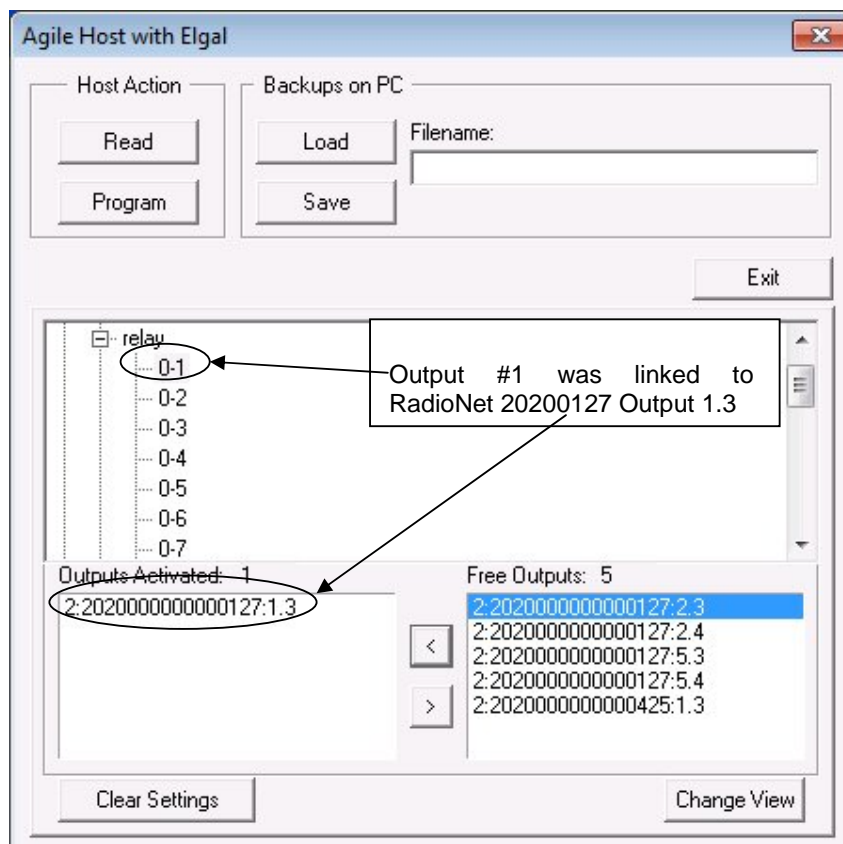 Agile Host with Elgal
Host Action
Backups on PC
Read
Load
Filename:
Program
Save
Exit
relay
0-1
0-2
0-3
0-4
0-5
0-6
0-7
Output #1 was linked to
RadioNet 20200127 Output 1.3
Outputs Activated: 1
2:2020000000000127:1.3
Free Outputs: 5
2:2020000000000127:2.3
2:2020000000000127:2.4
2:2020000000000127:5.3
2:2020000000000127:5.4
2:2020000000000425:1.3
<
>
Clear Settings
Change View